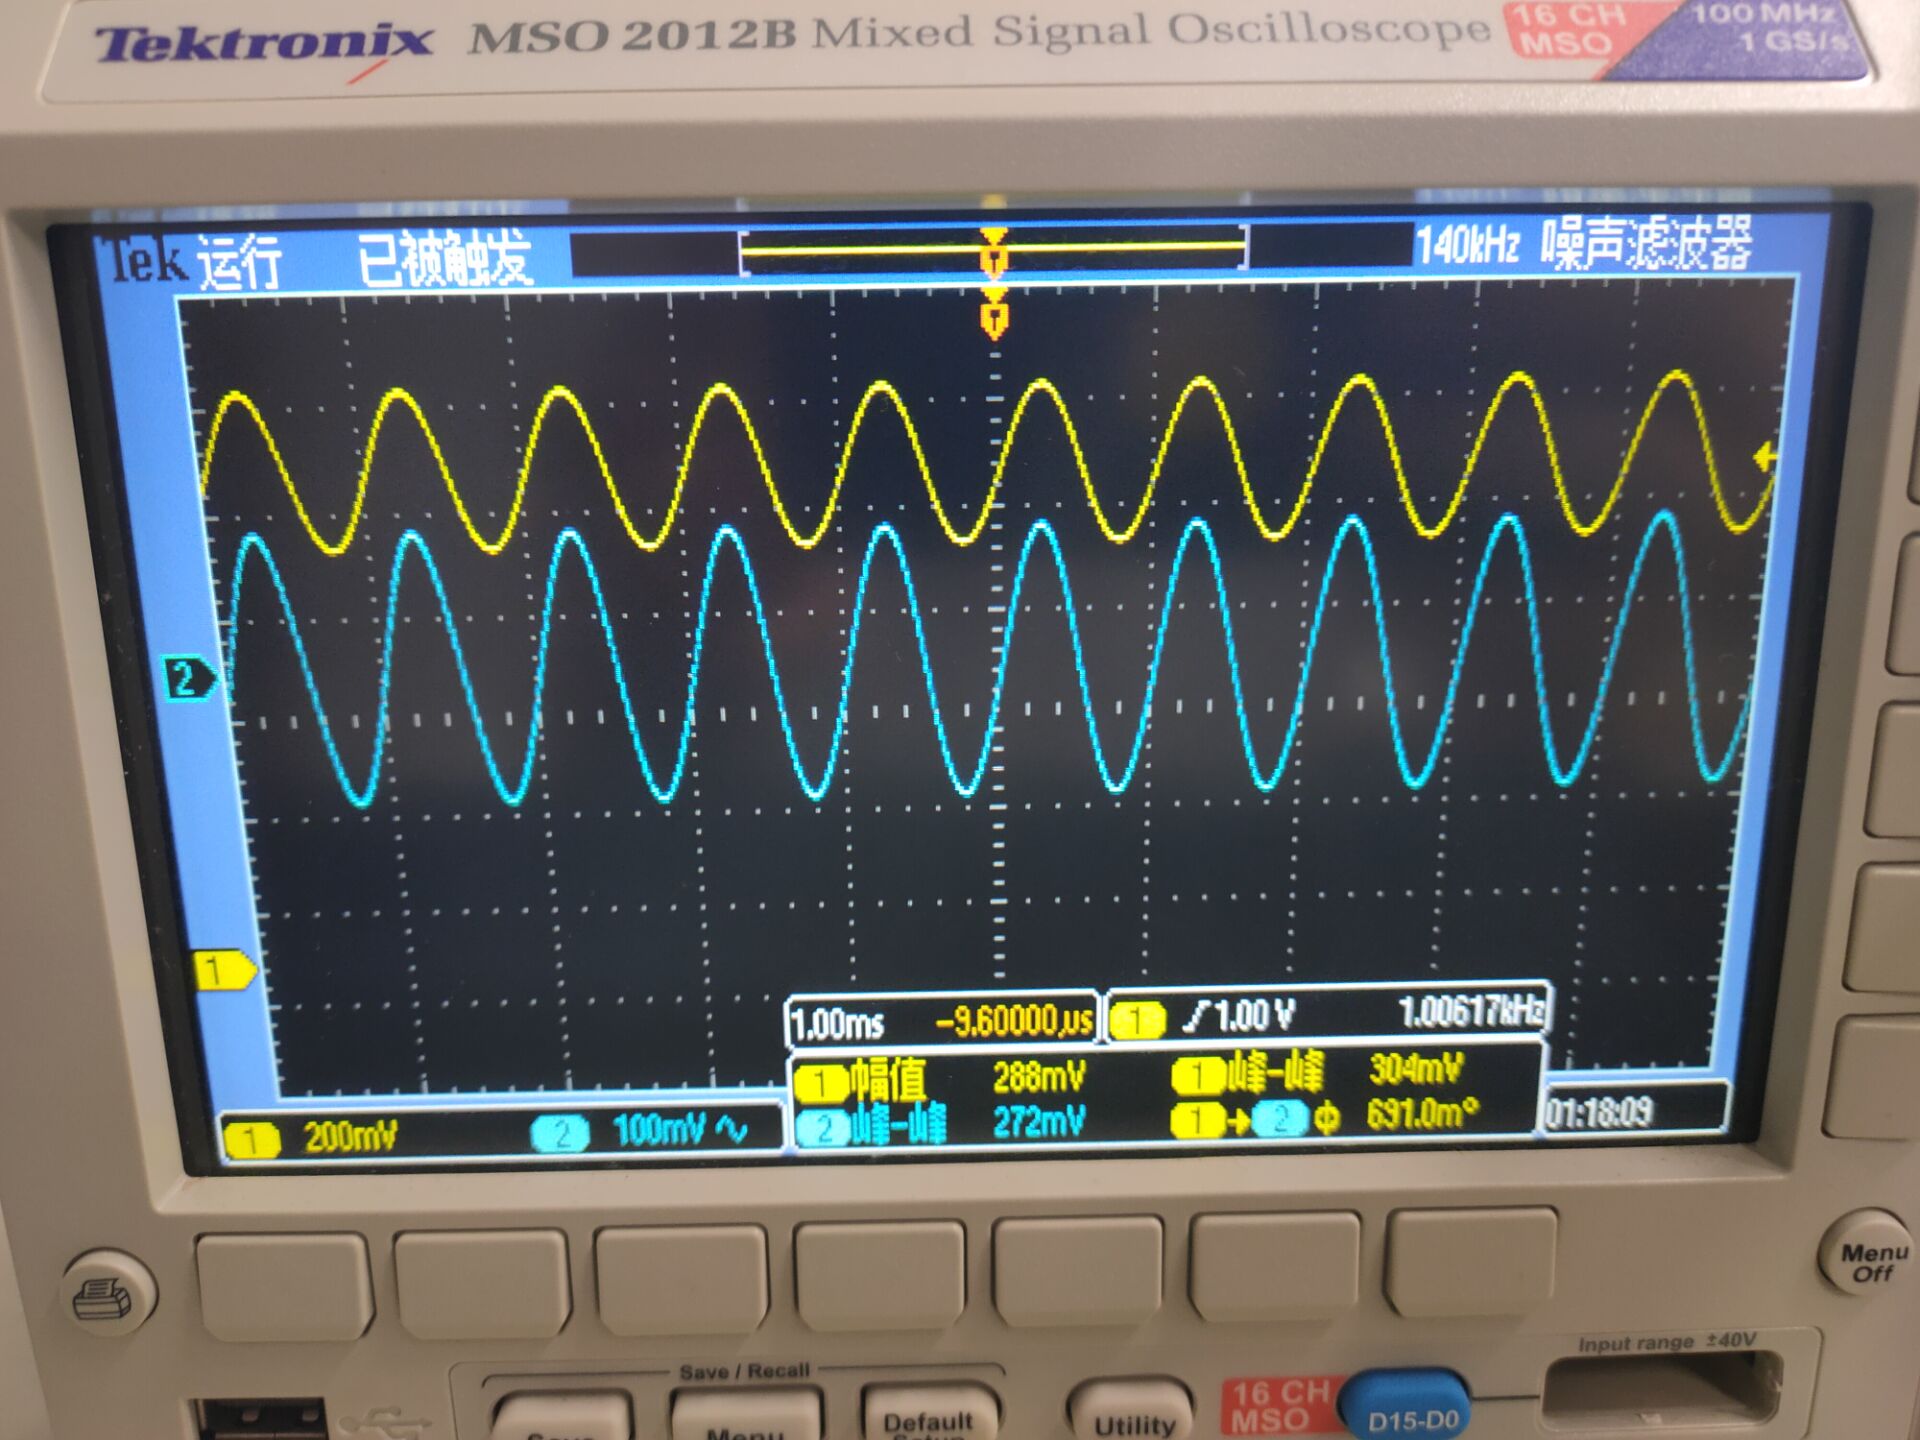 Tektronix MSO 2012B Mixed Signal Oscilloscope 16 CH MSO 100 MHz 1 GS/s
Tek 运行 已被触发 140kHz 噪声滤波器
T
T
2
1
1.00ms -9.60000µs 1 1.00 V 1.00617kHz
1 幅值 288mV 1 峰-峰 304mV
2 峰-峰 272mV 1→2 Φ 691.0m°
1 200mV 2 100mV 01:18:09
Menu Off
Input range ±40V
Save / Recall
Save Menu Default Setup Utility 16 CH MSO D15-D0